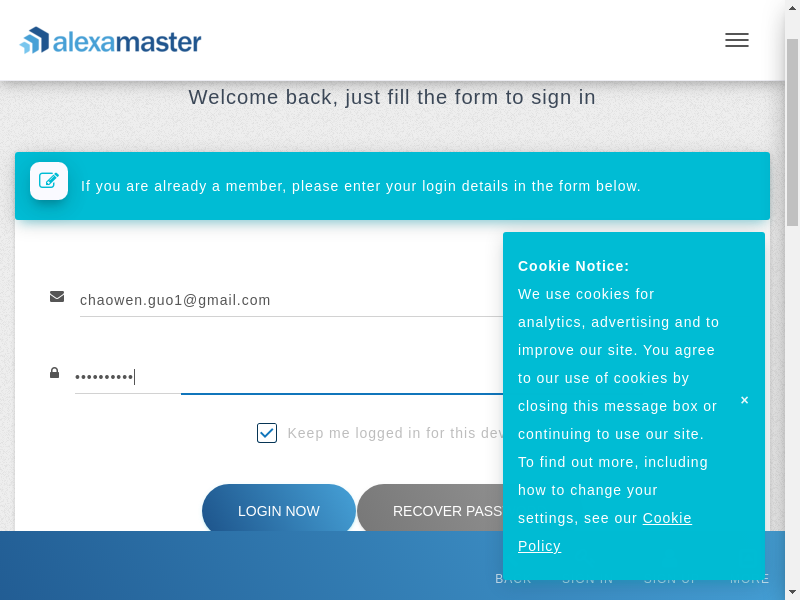 alexamaster
Welcome back, just fill the form to sign in
If you are already a member, please enter your login details in the form below.
chaowen.guo1@gmail.com
••••••••••
Keep me logged in for this dev
LOGIN NOW
RECOVER PASS
Cookie Notice:
We use cookies for
analytics, advertising and to
improve our site. You agree
to our use of cookies by
closing this message box or
continuing to use our site.
To find out more, including
how to change your
settings, see our Cookie
Policy
×
BACK SIGN IN SIGN UP MORE